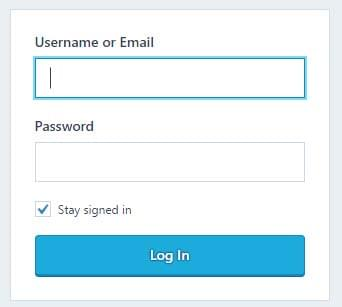 Username or Email
Password
Stay signed in
Log In